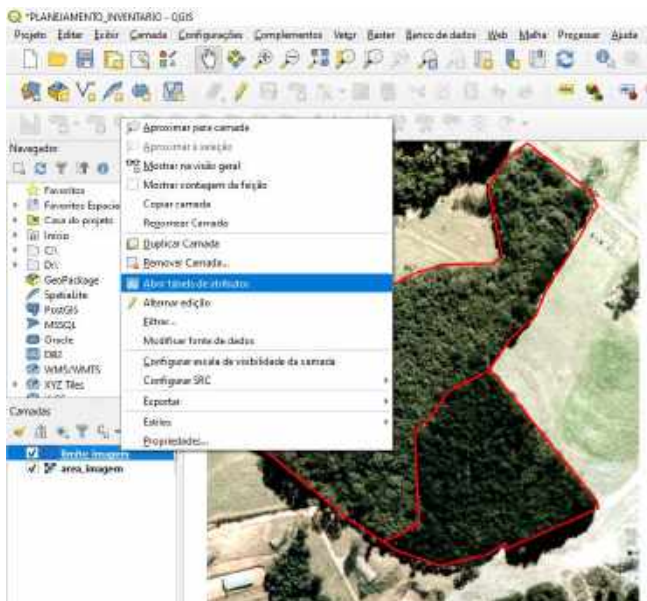 *PLANEJAMENTO_INVENTARIO - QGIS
Projeto Editar Exibir Camada Configurações Complementos Vetor Raster Banco de dados Web Malha Processar Ajuda
Aproximar para camada
Aproximar à seleção
Mostrar na visão geral
Mostrar contagem da feição
Copiar camada
Renomear Camada
Duplicar Camada
Remover Camada...
Abrir tabela de atributos
Alternar edição
Filtrar...
Modificar fonte de dados
Configurar escala de visibilidade da camada
Configurar SRC
Exportar
Estilos
Propriedades...
Navegador
Favoritos
Favoritos Espacia
Casa do projeto
Início
C:\
D:\
GeoPackage
SpatiaLite
PostGIS
MSSQL
Oracle
DB2
WMS/WMTS
XYZ Tiles
Camadas
limite_imagem
area_imagem